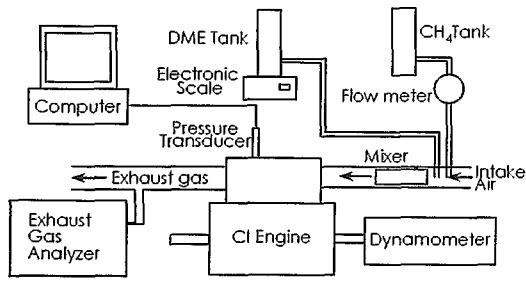 DME Tank
CH₄Tank
Electronic
Scale
Computer
Flow meter
Pressure
Transducer
Mixer
Exhaust gas
Intake
Air
Exhaust
Gas
Analyzer
CI Engine
Dynamometer